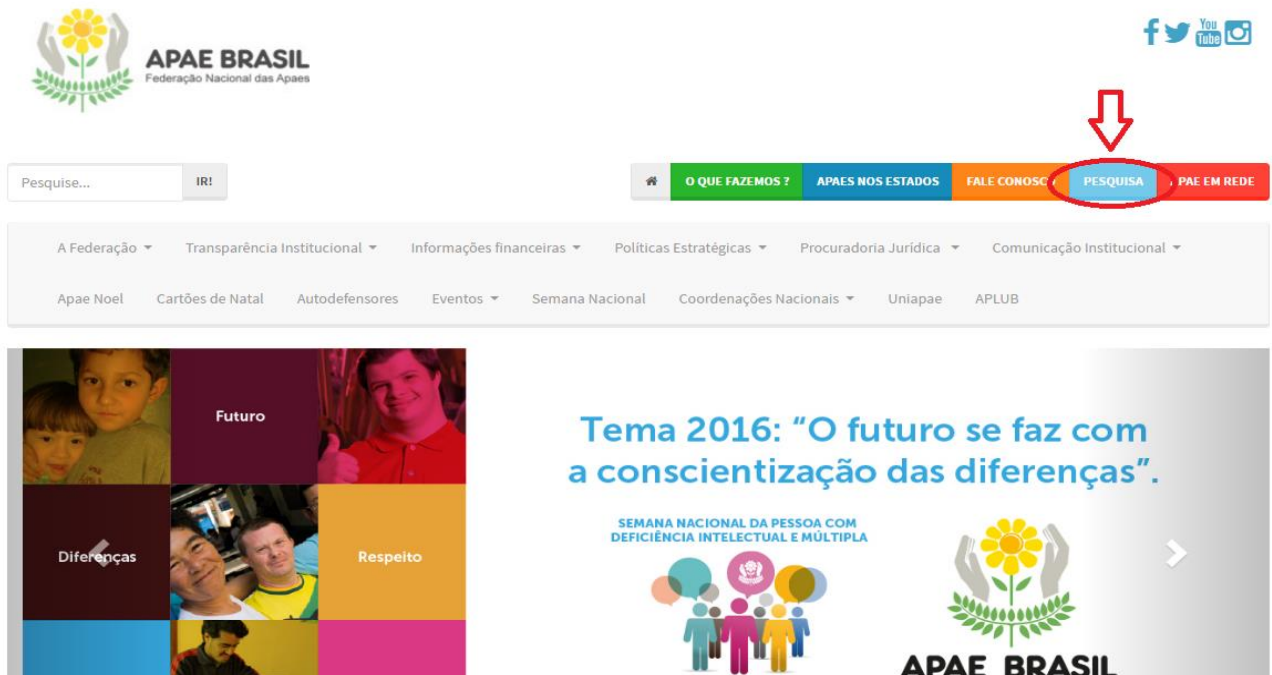 You
Tube
APAE BRASIL
Federação Nacional das Apaes
Pesquise... IR! O QUE FAZEMOS ? APAES NOS ESTADOS FALE CONOSCO PESQUISA PAE EM REDE
A Federação Transparência Institucional Informações financeiras Políticas Estratégicas Procuradoria Jurídica Comunicação Institucional
Apae Noel Cartões de Natal Autodefensores Eventos Semana Nacional Coordenações Nacionais Uniapae APLUB
Futuro
Diferenças
Respeito
Tema 2016: “O futuro se faz com
a conscientização das diferenças”.
SEMANA NACIONAL DA PESSOA COM
DEFICIÊNCIA INTELECTUAL E MÚLTIPLA
APAE BRASIL